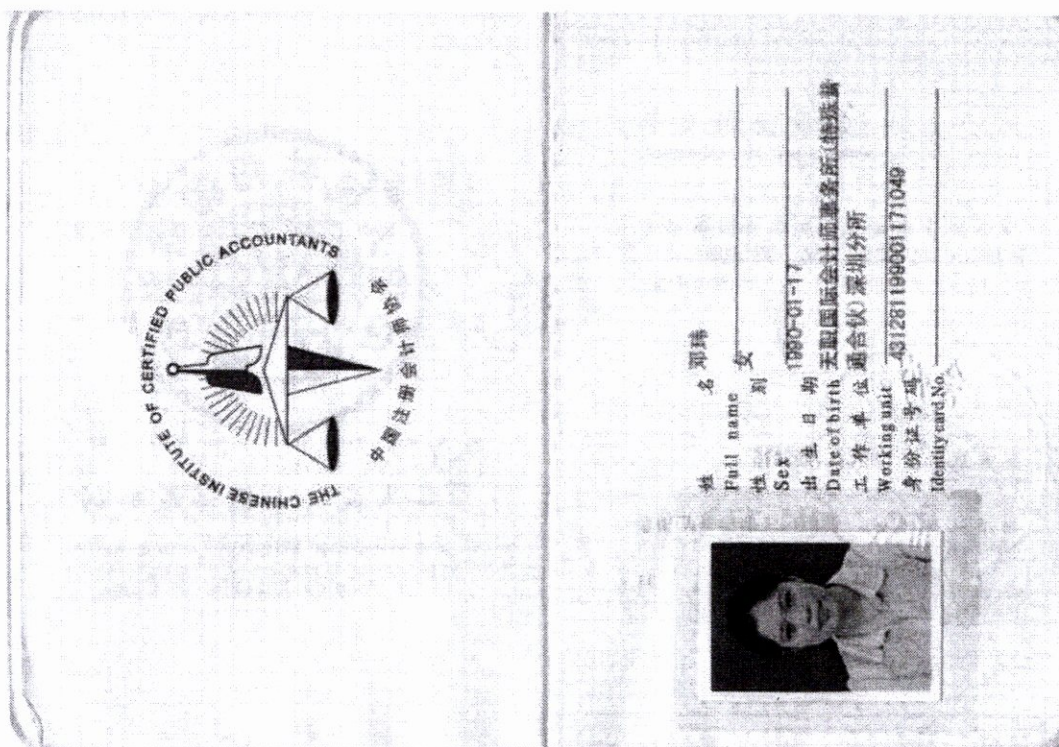 THE CHINESE INSTITUTE OF CERTIFIED PUBLIC ACCOUNTANTS
中国注册会计师协会
姓 名 邓玮
Full name
性 别 女
Sex
出 生 日 期 1990-01-17
Date of birth
工 作 单 位 天职国际会计师事务所(特殊普通合伙)深圳分所
Working unit
身 份 证 号 码 431281199001171049
Identity card No.